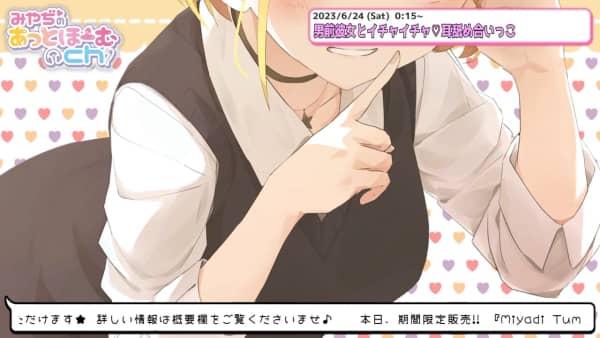 みやぢの
あっとほーむ
ch♪
2023/6/24 (Sat) 0:15~
男前彼女とイチャイチャ♡耳舐め合いっこ
ただけます★ 詳しい情報は概要欄をご覧くださいませ♪ 本日、期間限定販売!! 『Miyadi Tum